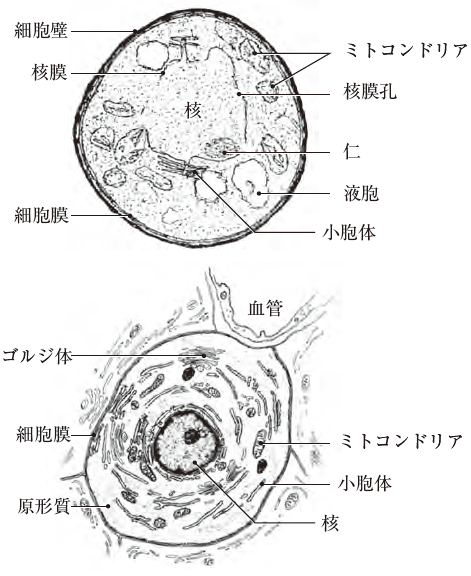 細胞壁
ミトコンドリア
核膜
核膜孔
核
仁
液胞
細胞膜
小胞体
血管
ゴルジ体
細胞膜
ミトコンドリア
小胞体
原形質
核